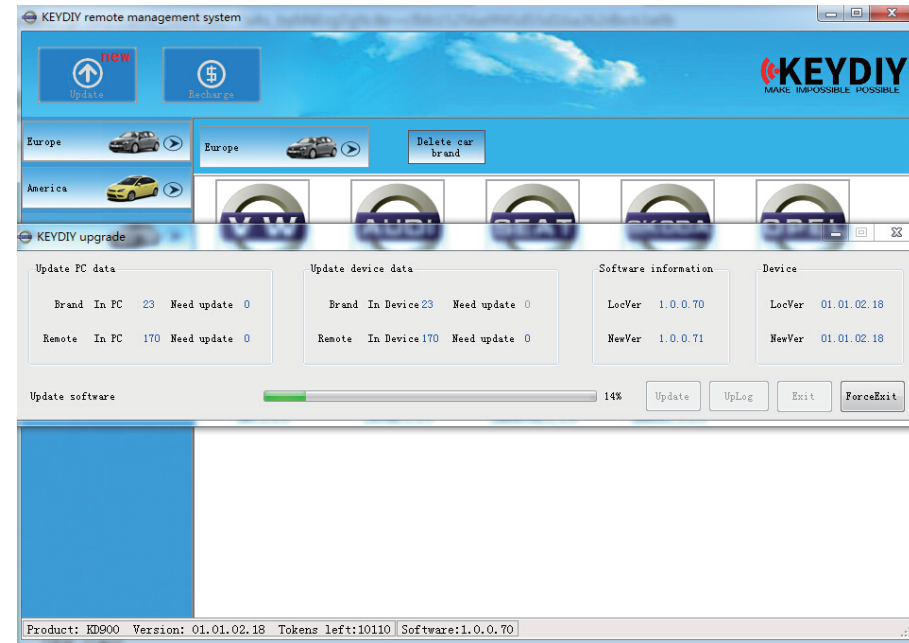 KEYDIY remote management system
new
Update
Recharge
KEYDIY
MAKE IMPOSSIBLE POSSIBLE
Europe
Europe
Delete car
brand
America
VW
AUDI
SEAT
SKODA
OPEL
KEYDIY upgrade
Update PC data
Update device data
Software information
Device
Brand In PC 23 Need update 0
Brand In Device 23 Need update 0
LocVer 1.0.0.70
LocVer 01.01.02.18
Remote In PC 170 Need update 0
Remote In Device 170 Need update 0
NewVer 1.0.0.71
NewVer 01.01.02.18
Update software
14%
Update
UpLog
Exit
ForceExit
Product: KD900 Version: 01.01.02.18 Tokens left:10110 Software:1.0.0.70